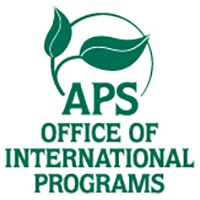 APS
OFFICE OF
INTERNATIONAL
PROGRAMS